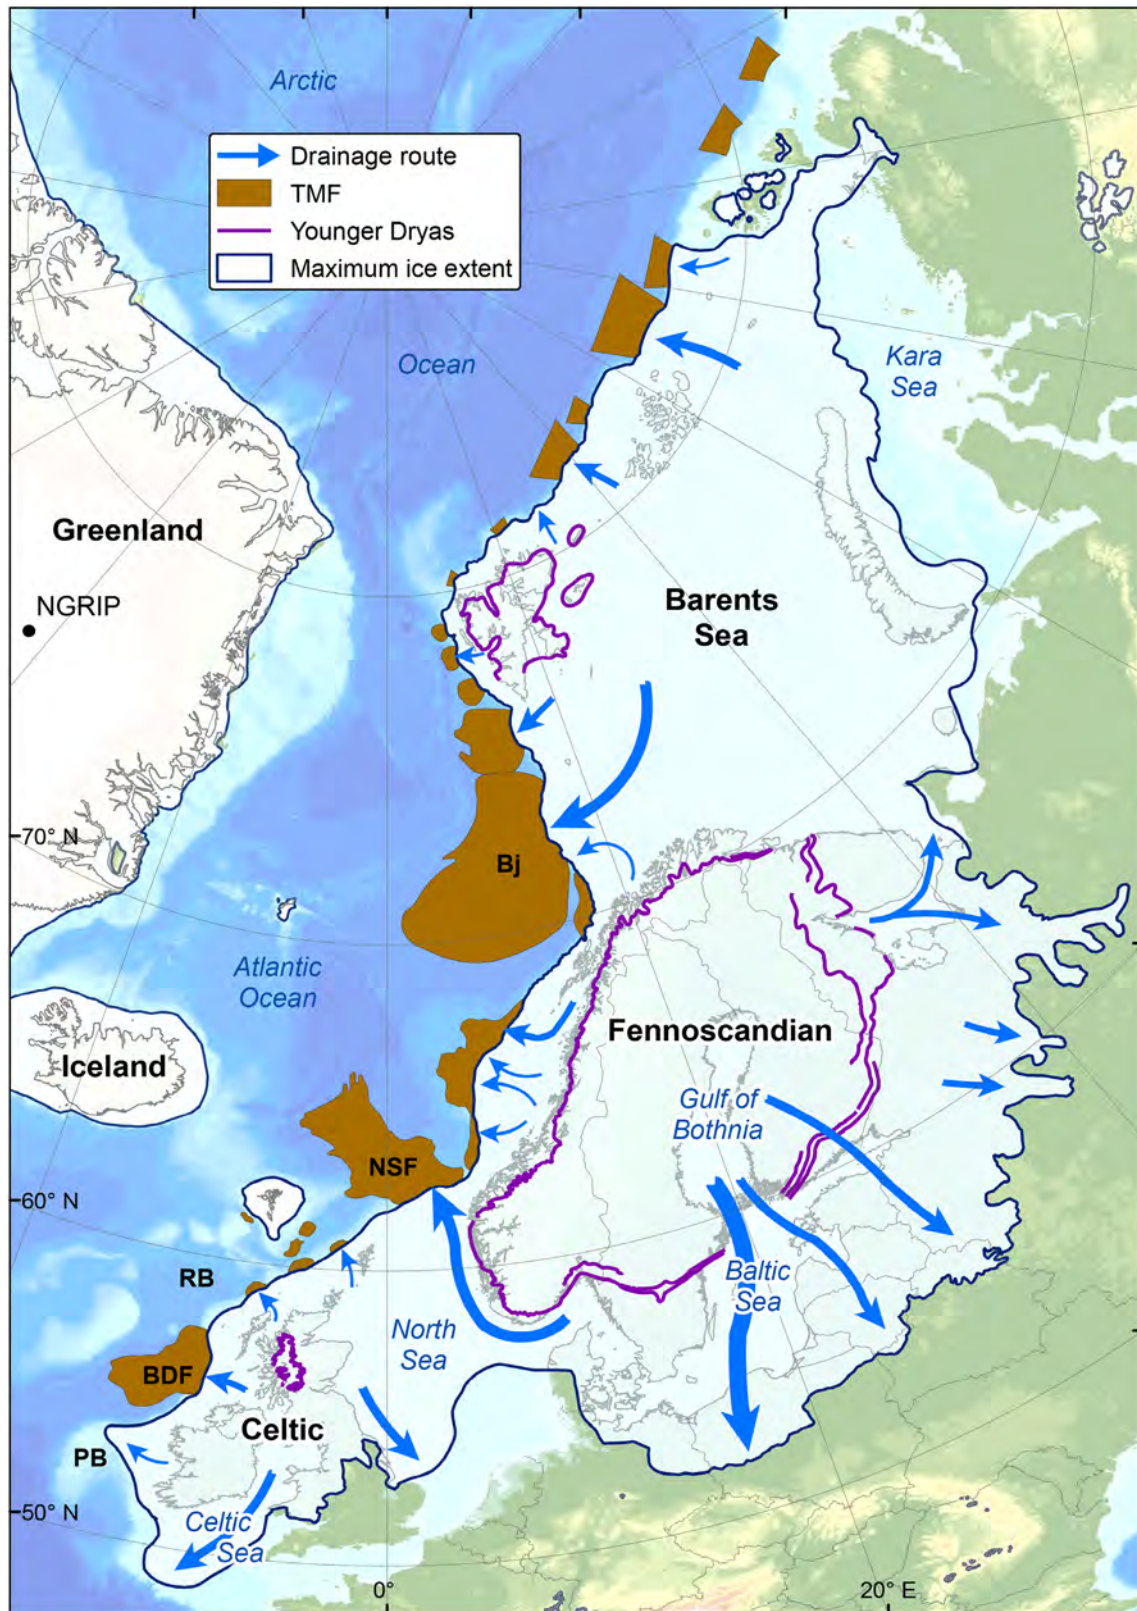 Arctic
Drainage route
TMF
Younger Dryas
Maximum ice extent
Ocean
Kara
Sea
Greenland
NGRIP
Barents
Sea
70° N
Bj
Atlantic
Ocean
Fennoscandian
Iceland
Gulf of
Bothnia
NSF
60° N
RB
Baltic
Sea
North
Sea
BDF
Celtic
PB
50° N
Celtic
Sea
0°
20° E